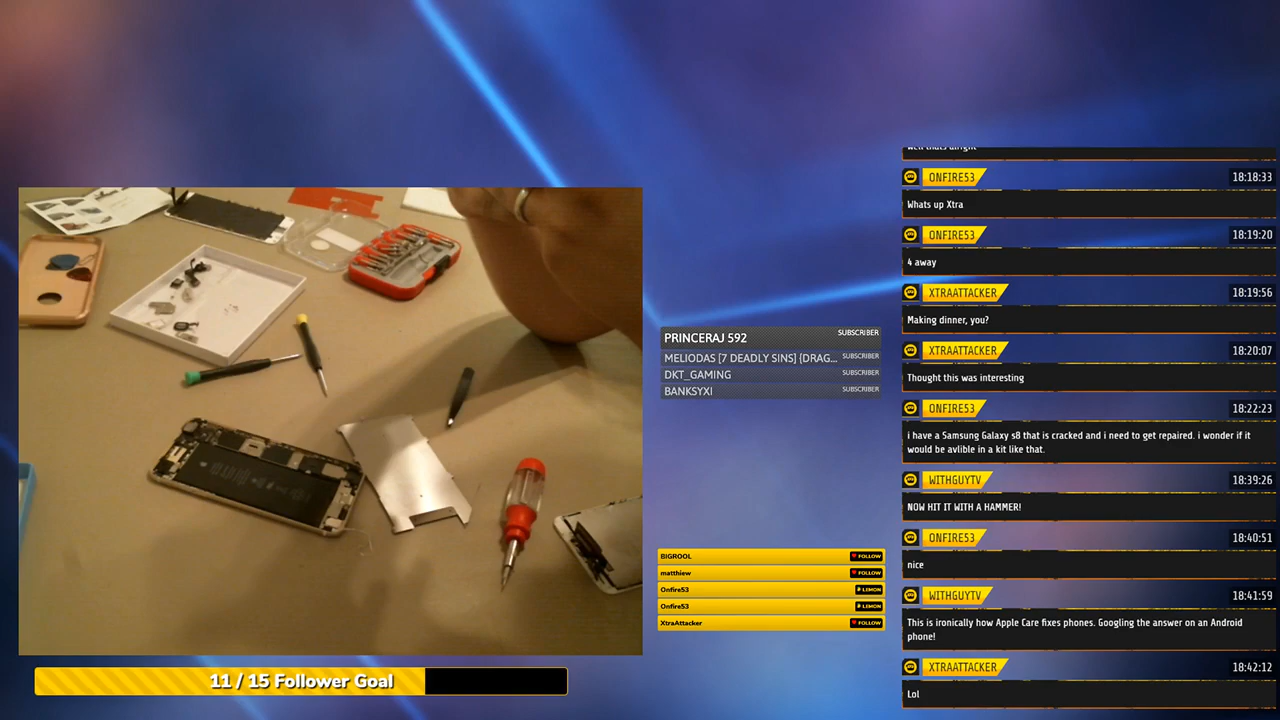 well thats alright
ONFIRE53 18:18:33
Whats up Xtra
ONFIRE53 18:19:20
4 away
XTRAATTACKER 18:19:56
Making dinner, you?
XTRAATTACKER 18:20:07
Thought this was interesting
ONFIRE53 18:22:23
i have a Samsung Galaxy s8 that is cracked and i need to get repaired. i wonder if it
would be avlible in a kit like that.
WITHGUYTV 18:39:26
NOW HIT IT WITH A HAMMER!
ONFIRE53 18:40:51
nice
WITHGUYTV 18:41:59
This is ironically how Apple Care fixes phones. Googling the answer on an Android
phone!
XTRAATTACKER 18:42:12
Lol
PRINCERAJ 592 SUBSCRIBER
MELIODAS [7 DEADLY SINS] {DRAG... SUBSCRIBER
DKT_GAMING SUBSCRIBER
BANKSYXI SUBSCRIBER
BIGROOL FOLLOW
matthiew FOLLOW
Onfire53 LEMON
Onfire53 LEMON
XtraAttacker FOLLOW
11 / 15 Follower Goal